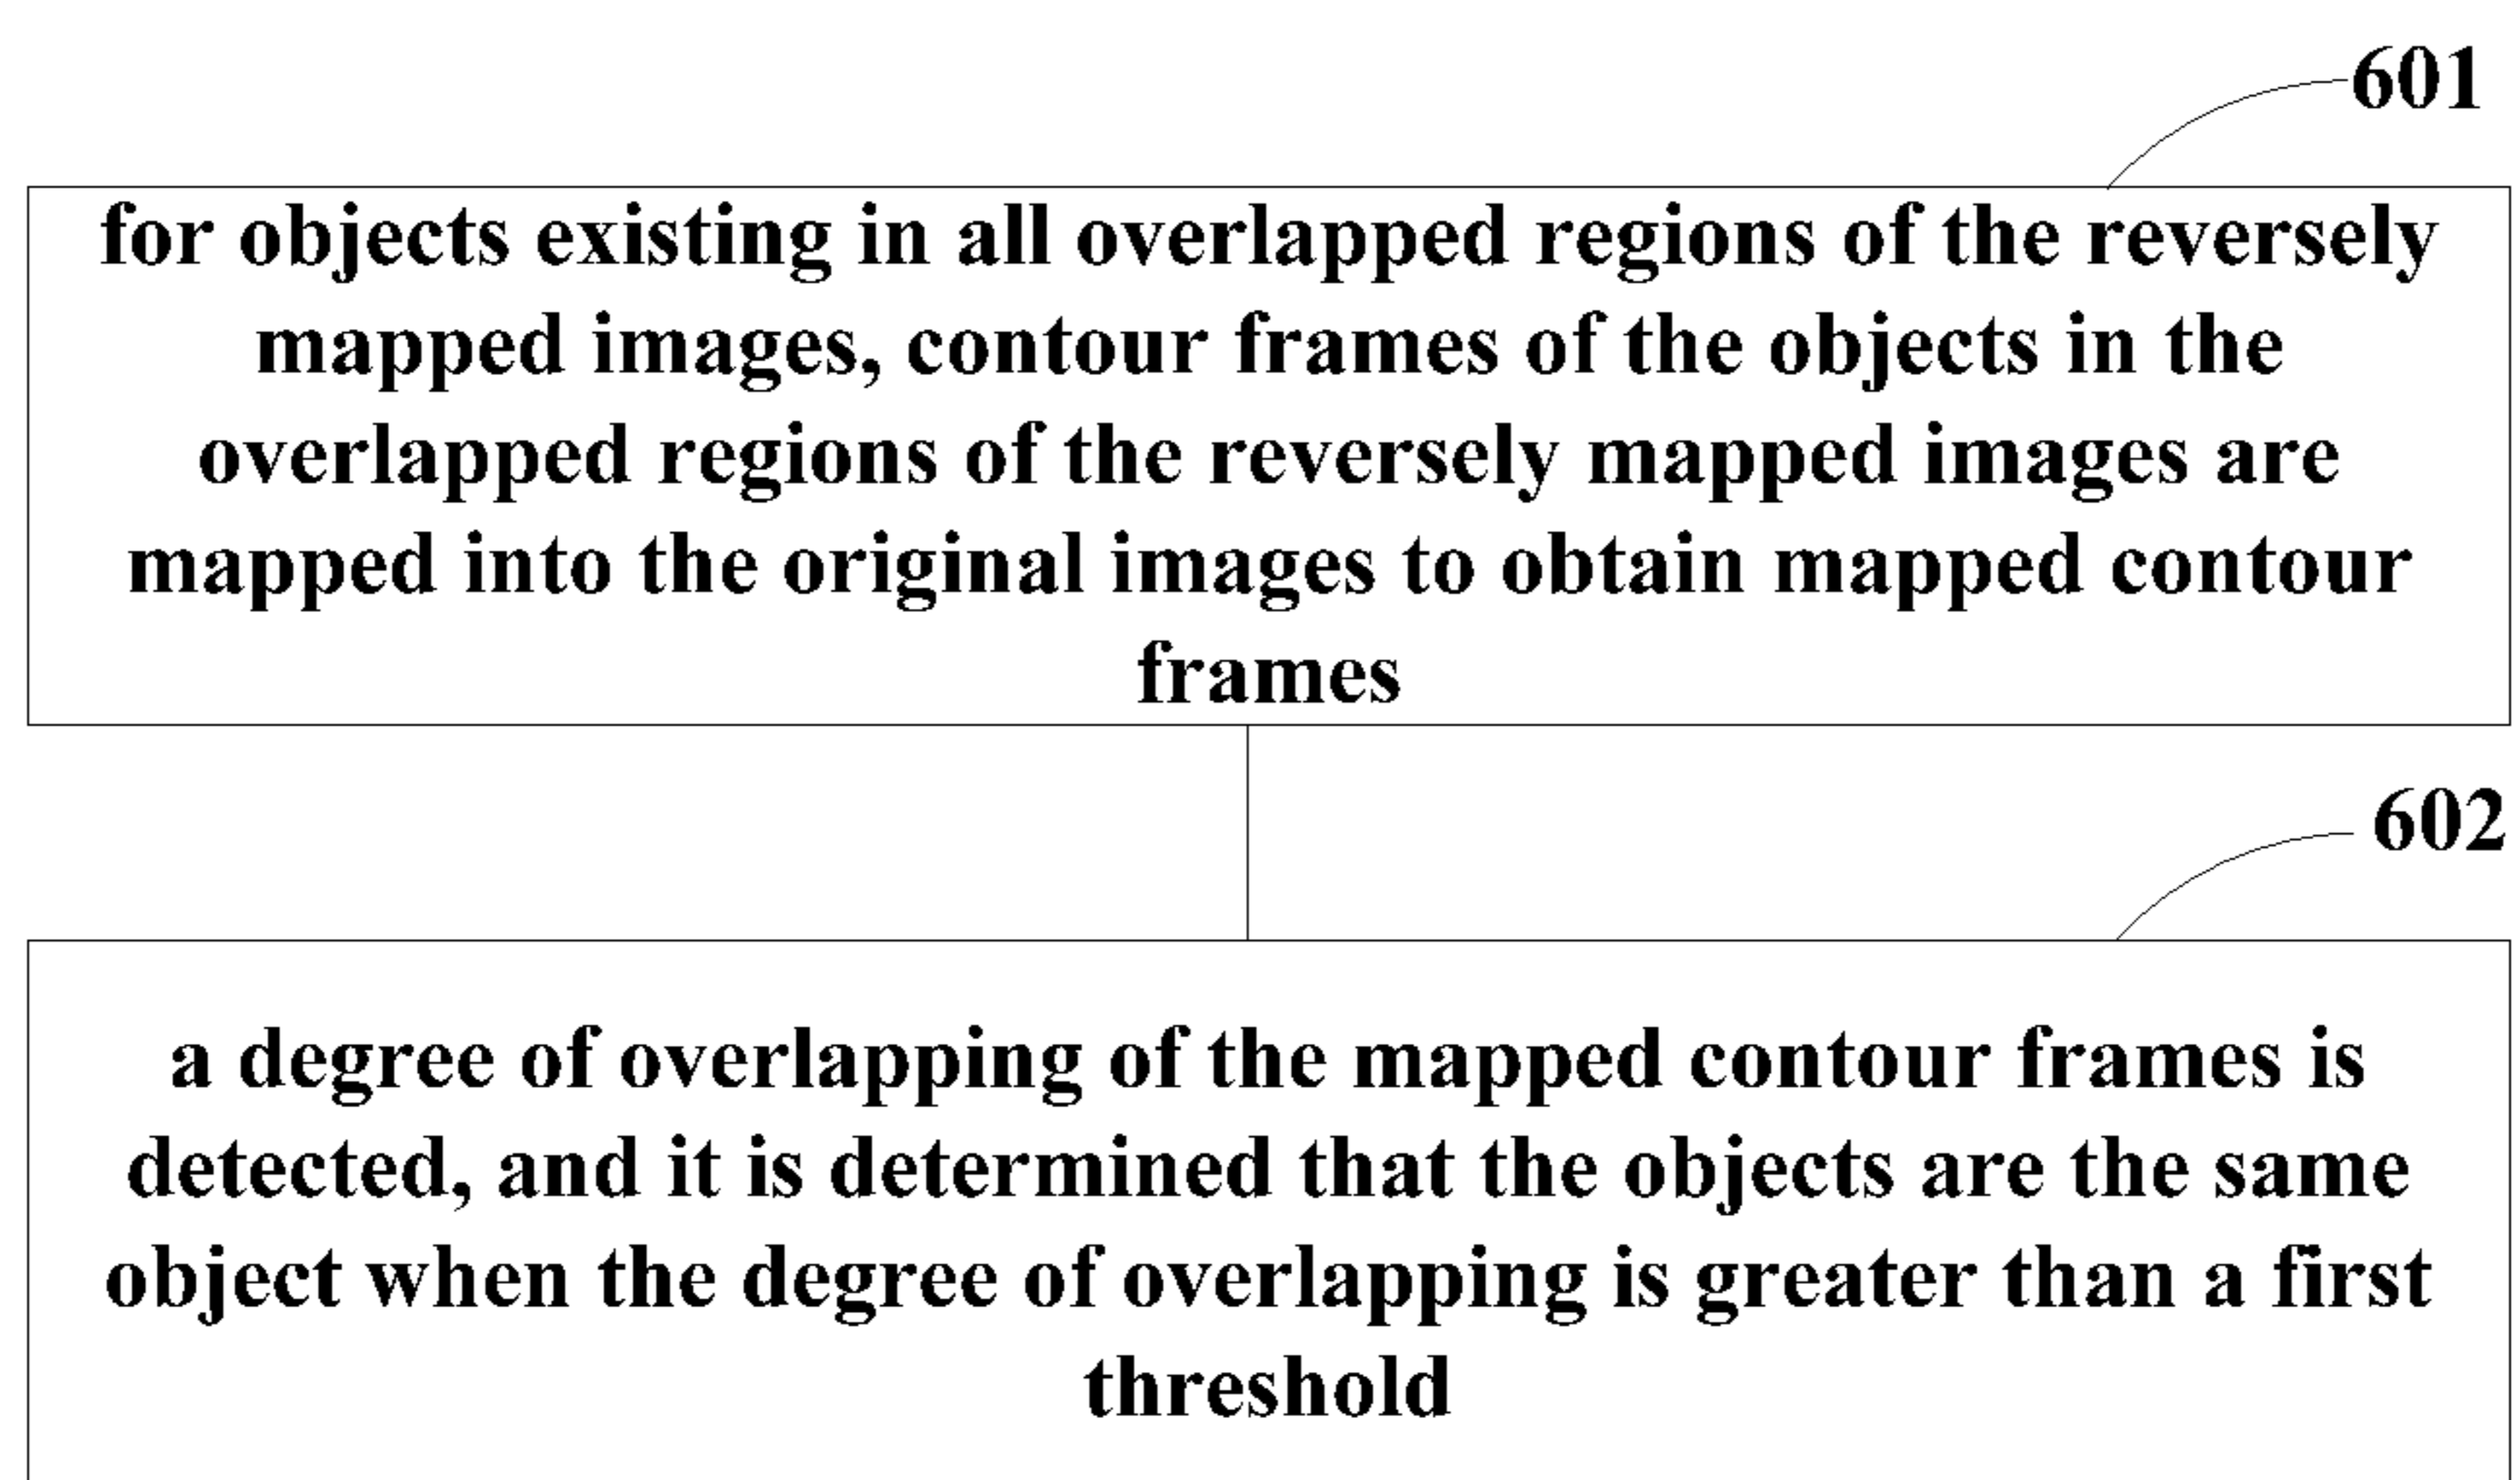 601
for objects existing in all overlapped regions of the reversely
mapped images, contour frames of the objects in the
overlapped regions of the reversely mapped images are
mapped into the original images to obtain mapped contour
frames
602
a degree of overlapping of the mapped contour frames is
detected, and it is determined that the objects are the same
object when the degree of overlapping is greater than a first
threshold